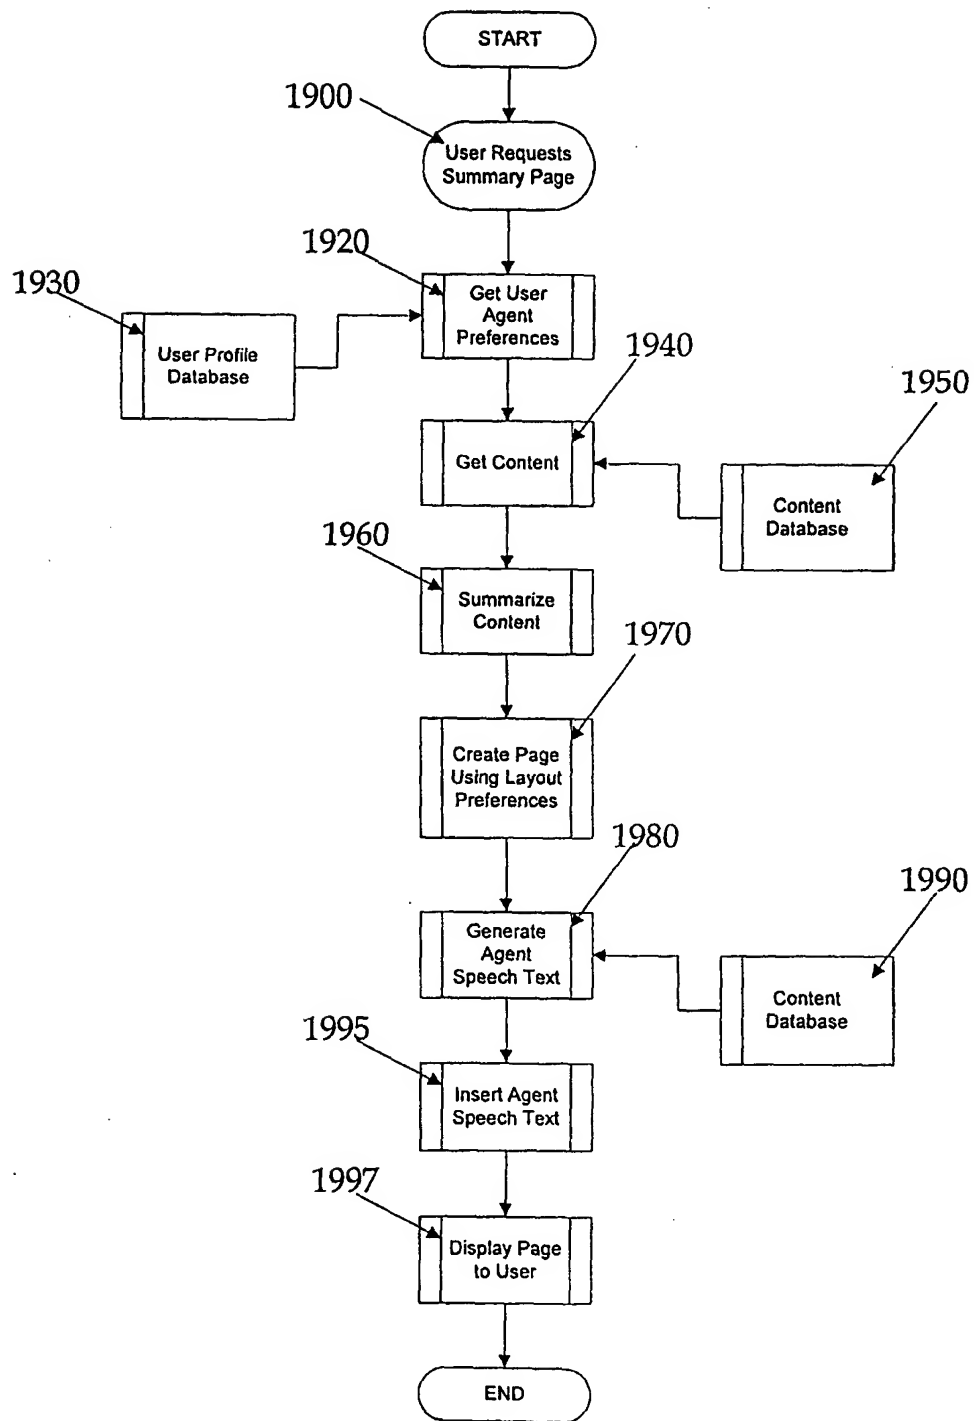 START
1900
User Requests
Summary Page
1920
1930
Get User
Agent
Preferences
User Profile
Database
1940
1950
Get Content
Content
Database
1960
Summarize
Content
1970
Create Page
Using Layout
Preferences
1980
1990
Generate
Agent
Speech Text
Content
Database
1995
Insert Agent
Speech Text
1997
Display Page
to User
END